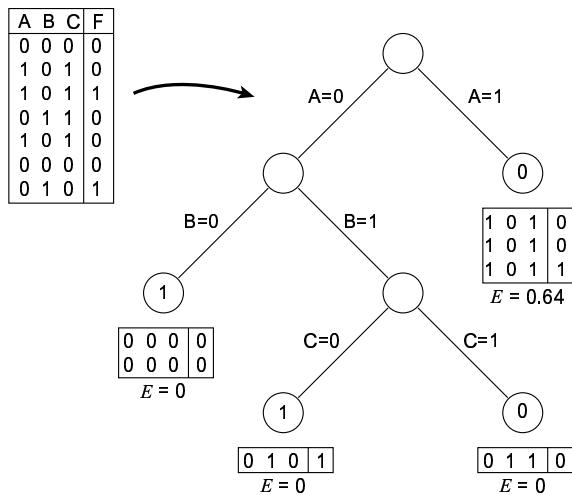 A B C F
0 0 0 0
1 0 1 0
1 0 1 1
0 1 1 0
1 0 1 0
0 0 0 0
0 1 0 1
A=0
A=1
0
B=0
B=1
1 0 1 0
1 0 1 0
1 0 1 1
E = 0.64
1
0 0 0 0
0 0 0 0
E = 0
C=0
C=1
1
0
0 1 0 1
E = 0
0 1 1 0
E = 0